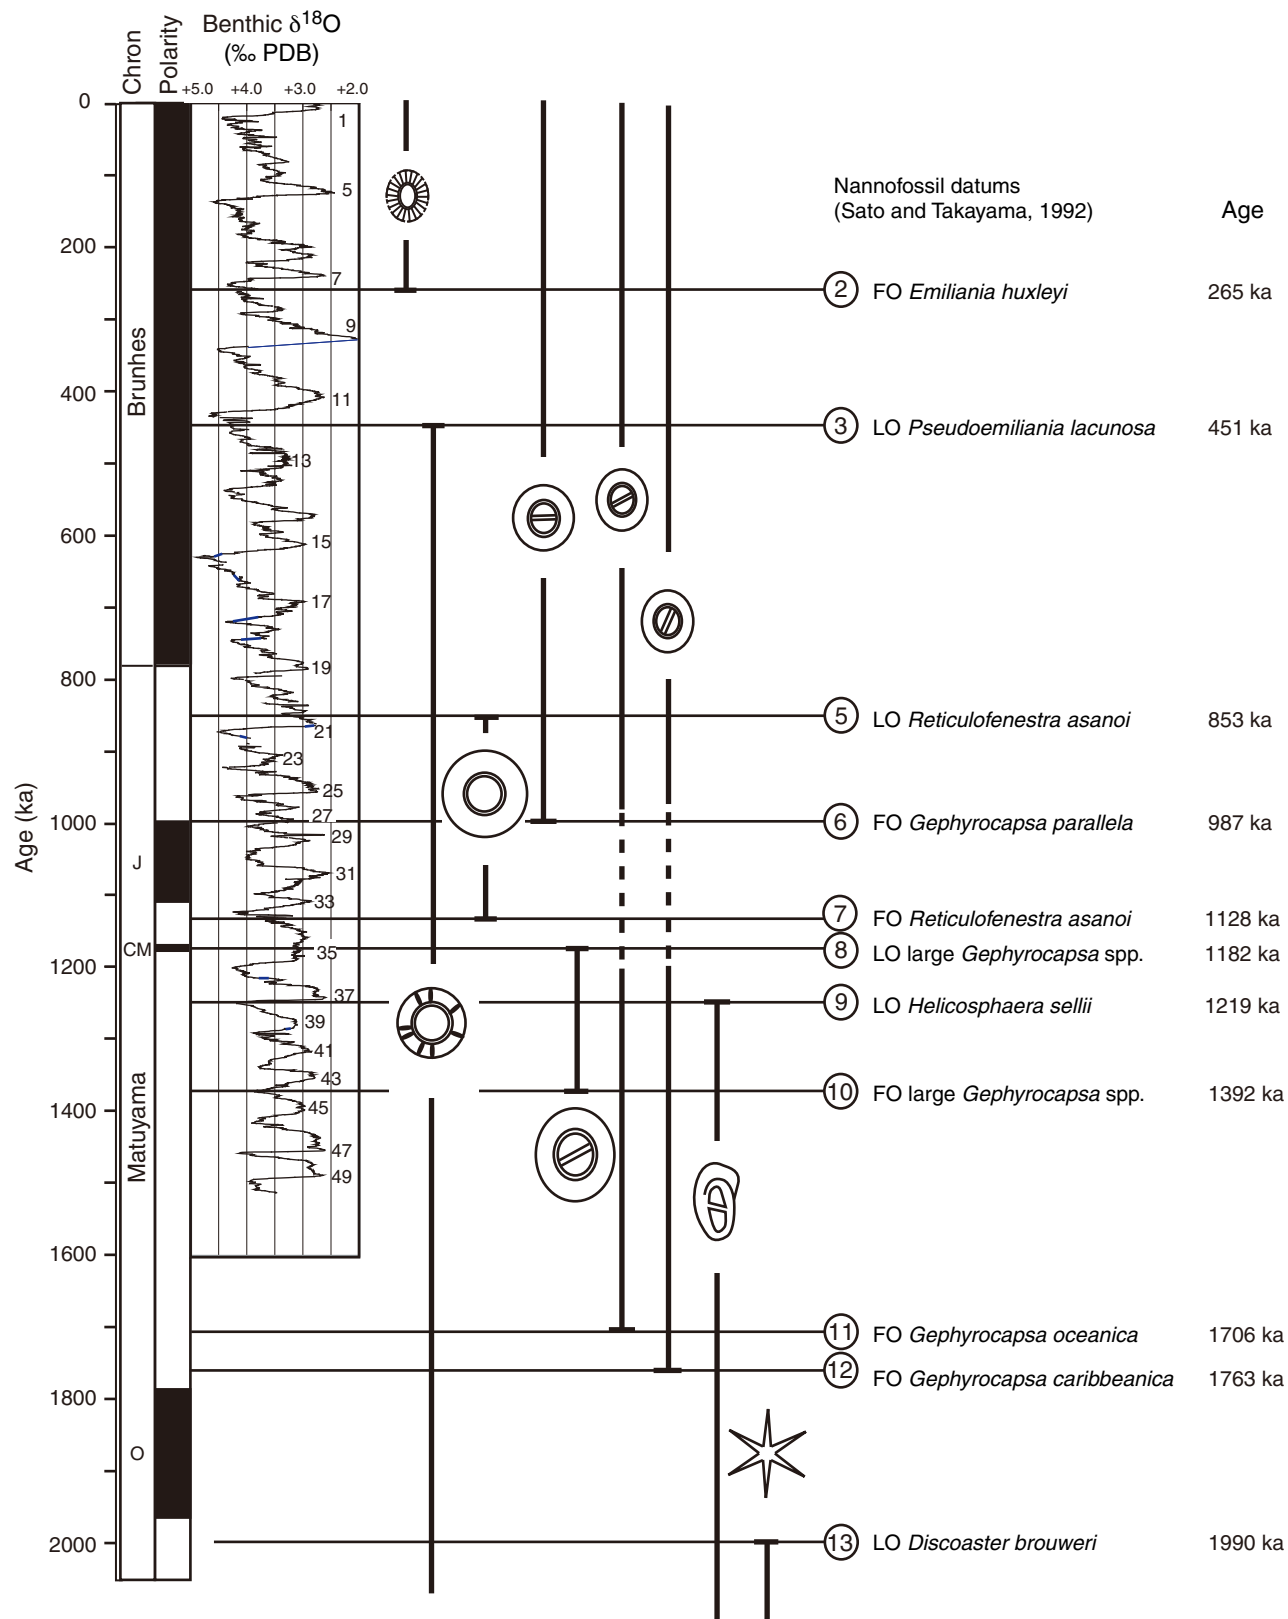 Chron
Polarity
Benthic δ18O
(‰ PDB)
+5.0 +4.0 +3.0 +2.0
Age (ka)
0
200
400
600
800
1000
1200
1400
1600
1800
2000
Brunhes
J
CM
Matuyama
O
1
5
7
9
11
13
15
17
19
21
23
25
27
29
31
33
35
37
39
41
43
45
47
49
Nannofossil datums
(Sato and Takayama, 1992) Age
2 FO Emiliania huxleyi 265 ka
3 LO Pseudoemiliania lacunosa 451 ka
5 LO Reticulofenestra asanoi 853 ka
6 FO Gephyrocapsa parallela 987 ka
7 FO Reticulofenestra asanoi 1128 ka
8 LO large Gephyrocapsa spp. 1182 ka
9 LO Helicosphaera sellii 1219 ka
10 FO large Gephyrocapsa spp. 1392 ka
11 FO Gephyrocapsa oceanica 1706 ka
12 FO Gephyrocapsa caribbeanica 1763 ka
13 LO Discoaster brouweri 1990 ka